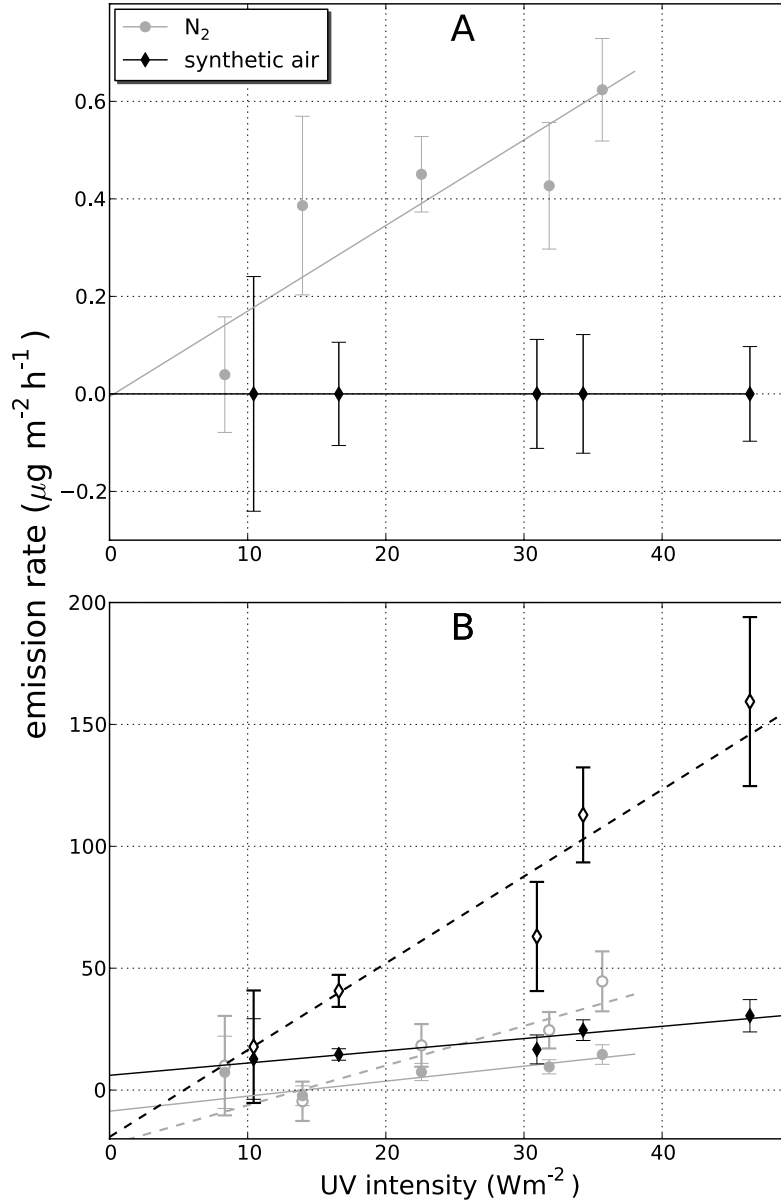 N₂
synthetic air
A
0.6
0.4
0.2
0.0
−0.2
0 10 20 30 40
emission rate (μg m⁻² h⁻¹)
B
200
150
100
50
0
0 10 20 30 40
UV intensity (Wm⁻²)